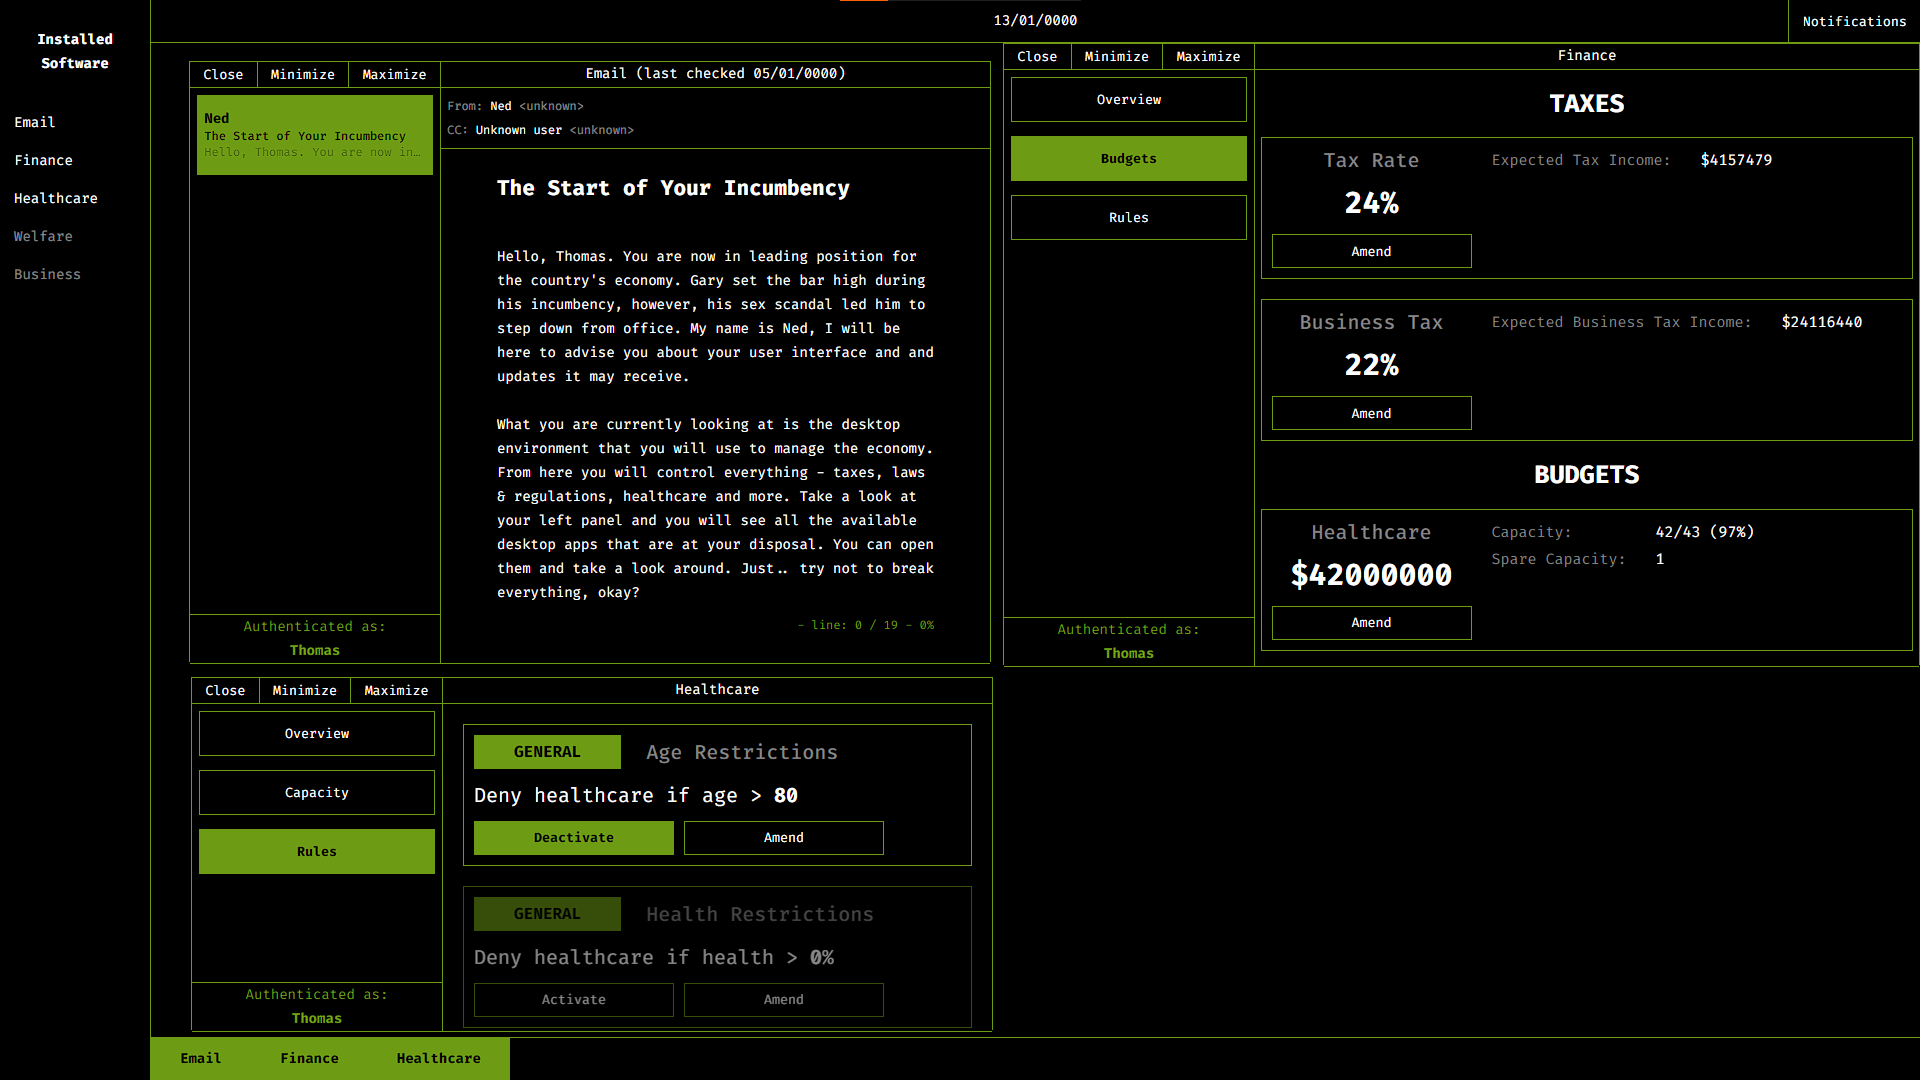 Installed
Software
Email
Finance
Healthcare
Welfare
Business
13/01/0000
Notifications
Close
Minimize
Maximize
Email (last checked 05/01/0000)
Ned
The Start of Your Incumbency
Hello, Thomas. You are now in…
Authenticated as:
Thomas
From: Ned <unknown>
CC: Unknown user <unknown>
The Start of Your Incumbency
Hello, Thomas. You are now in leading position for
the country's economy. Gary set the bar high during
his incumbency, however, his sex scandal led him to
step down from office. My name is Ned, I will be
here to advise you about your user interface and and
updates it may receive.
What you are currently looking at is the desktop
environment that you will use to manage the economy.
From here you will control everything - taxes, laws
& regulations, healthcare and more. Take a look at
your left panel and you will see all the available
desktop apps that are at your disposal. You can open
them and take a look around. Just.. try not to break
everything, okay?
- line: 0 / 19 - 0%
Close
Minimize
Maximize
Finance
Overview
Budgets
Rules
Authenticated as:
Thomas
TAXES
Tax Rate
24%
Amend
Expected Tax Income: $4157479
Business Tax
22%
Amend
Expected Business Tax Income: $24116440
BUDGETS
Healthcare
$42000000
Amend
Capacity: 42/43 (97%)
Spare Capacity: 1
Close
Minimize
Maximize
Healthcare
Overview
Capacity
Rules
Authenticated as:
Thomas
GENERAL Age Restrictions
Deny healthcare if age > 80
Deactivate
Amend
GENERAL Health Restrictions
Deny healthcare if health > 0%
Activate
Amend
Email
Finance
Healthcare